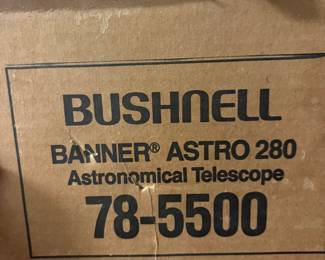 BUSHNELL
BANNER® ASTRO 280
Astronomical Telescope
78-5500